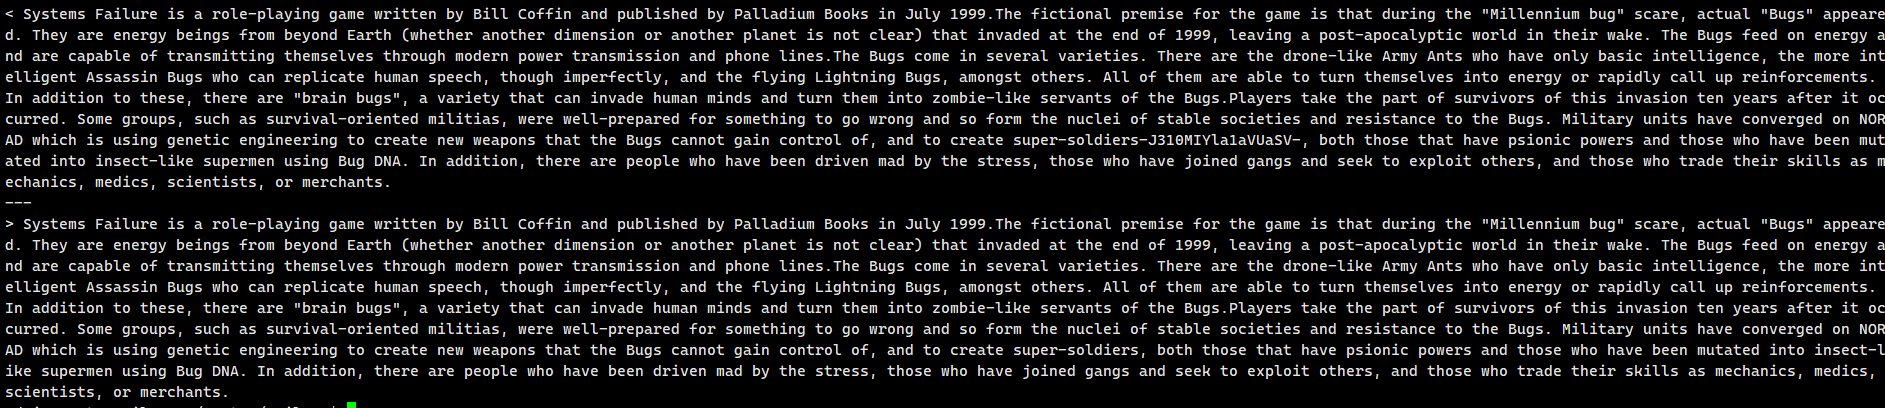 < Systems Failure is a role-playing game written by Bill Coffin and published by Palladium Books in July 1999.The fictional premise for the game is that during the "Millennium bug" scare, actual "Bugs" appeare
d. They are energy beings from beyond Earth (whether another dimension or another planet is not clear) that invaded at the end of 1999, leaving a post-apocalyptic world in their wake. The Bugs feed on energy a
nd are capable of transmitting themselves through modern power transmission and phone lines.The Bugs come in several varieties. There are the drone-like Army Ants who have only basic intelligence, the more int
elligent Assassin Bugs who can replicate human speech, though imperfectly, and the flying Lightning Bugs, amongst others. All of them are able to turn themselves into energy or rapidly call up reinforcements.
In addition to these, there are "brain bugs", a variety that can invade human minds and turn them into zombie-like servants of the Bugs.Players take the part of survivors of this invasion ten years after it oc
curred. Some groups, such as survival-oriented militias, were well-prepared for something to go wrong and so form the nuclei of stable societies and resistance to the Bugs. Military units have converged on NOR
AD which is using genetic engineering to create new weapons that the Bugs cannot gain control of, and to create super-soldiers-J310MIYla1aVUaSV-, both those that have psionic powers and those who have been mut
ated into insect-like supermen using Bug DNA. In addition, there are people who have been driven mad by the stress, those who have joined gangs and seek to exploit others, and those who trade their skills as m
echanics, medics, scientists, or merchants.
---
> Systems Failure is a role-playing game written by Bill Coffin and published by Palladium Books in July 1999.The fictional premise for the game is that during the "Millennium bug" scare, actual "Bugs" appeare
d. They are energy beings from beyond Earth (whether another dimension or another planet is not clear) that invaded at the end of 1999, leaving a post-apocalyptic world in their wake. The Bugs feed on energy a
nd are capable of transmitting themselves through modern power transmission and phone lines.The Bugs come in several varieties. There are the drone-like Army Ants who have only basic intelligence, the more int
elligent Assassin Bugs who can replicate human speech, though imperfectly, and the flying Lightning Bugs, amongst others. All of them are able to turn themselves into energy or rapidly call up reinforcements.
In addition to these, there are "brain bugs", a variety that can invade human minds and turn them into zombie-like servants of the Bugs.Players take the part of survivors of this invasion ten years after it oc
curred. Some groups, such as survival-oriented militias, were well-prepared for something to go wrong and so form the nuclei of stable societies and resistance to the Bugs. Military units have converged on NOR
AD which is using genetic engineering to create new weapons that the Bugs cannot gain control of, and to create super-soldiers, both those that have psionic powers and those who have been mutated into insect-l
ike supermen using Bug DNA. In addition, there are people who have been driven mad by the stress, those who have joined gangs and seek to exploit others, and those who trade their skills as mechanics, medics,
scientists, or merchants.